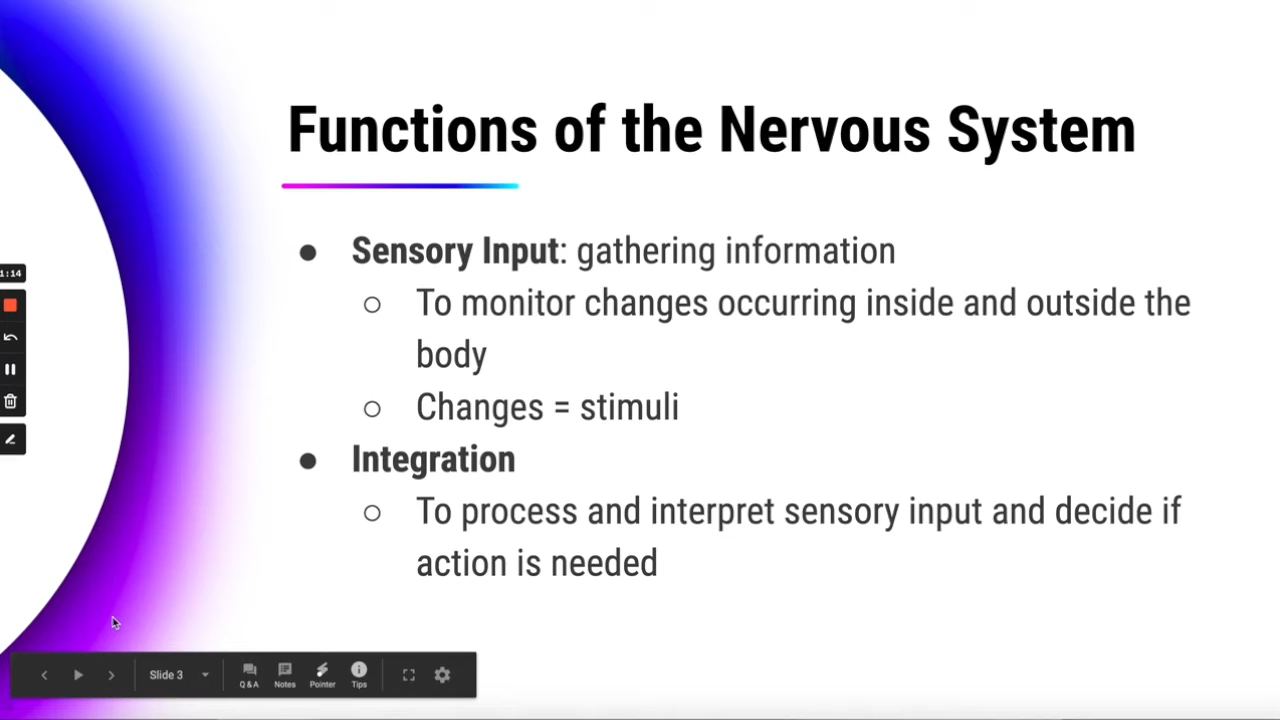 Functions of the Nervous System
● Sensory Input: gathering information
○ To monitor changes occurring inside and outside the
body
○ Changes = stimuli
● Integration
○ To process and interpret sensory input and decide if
action is needed
1:14
Slide 3
Q & A Notes Pointer Tips